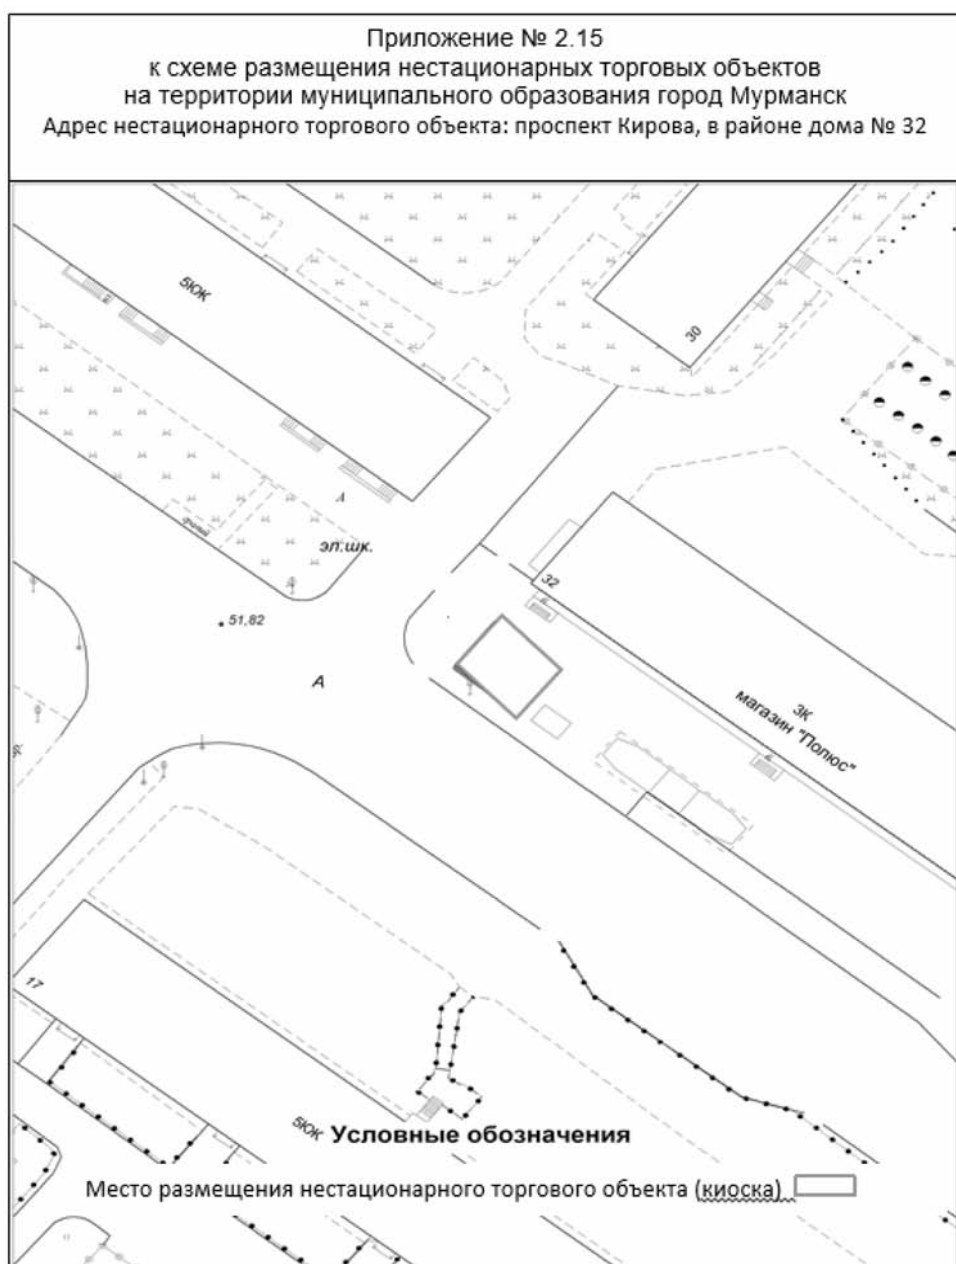 Приложение № 2.15
к схеме размещения нестационарных торговых объектов
на территории муниципального образования город Мурманск
Адрес нестационарного торгового объекта: проспект Кирова, в районе дома № 32
5КЖ
30
А
эл.шк.
32
51,82
А
3К
магазин "Полюс"
17
5КЖ
Условные обозначения
Место размещения нестационарного торгового объекта (киоска)